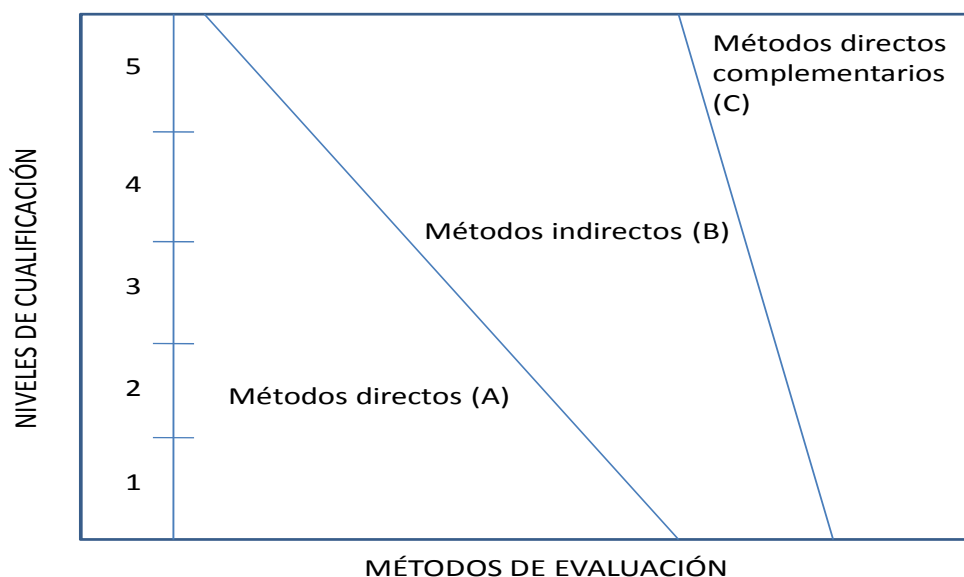 NIVELES DE CUALIFICACIÓN
5
4
3
2
1
Métodos directos
complementarios
(C)
Métodos indirectos (B)
Métodos directos (A)
MÉTODOS DE EVALUACIÓN